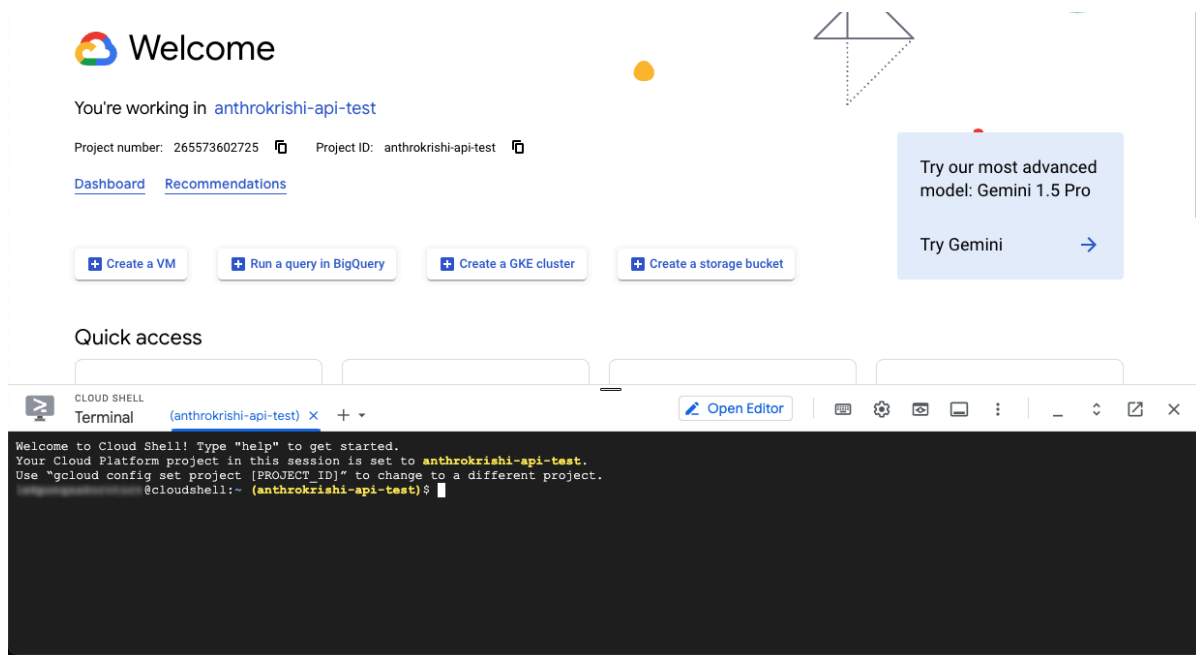 Welcome
You're working in anthrokrishi-api-test
Project number: 265573602725 Project ID: anthrokrishi-api-test
Dashboard Recommendations
Try our most advanced
model: Gemini 1.5 Pro
Try Gemini
Create a VM Run a query in BigQuery Create a GKE cluster Create a storage bucket
Quick access
CLOUD SHELL
Terminal (anthrokrishi-api-test) Open Editor
Welcome to Cloud Shell! Type "help" to get started.
Your Cloud Platform project in this session is set to anthrokrishi-api-test.
Use “gcloud config set project [PROJECT_ID]” to change to a different project.
@cloudshell:~ (anthrokrishi-api-test)$